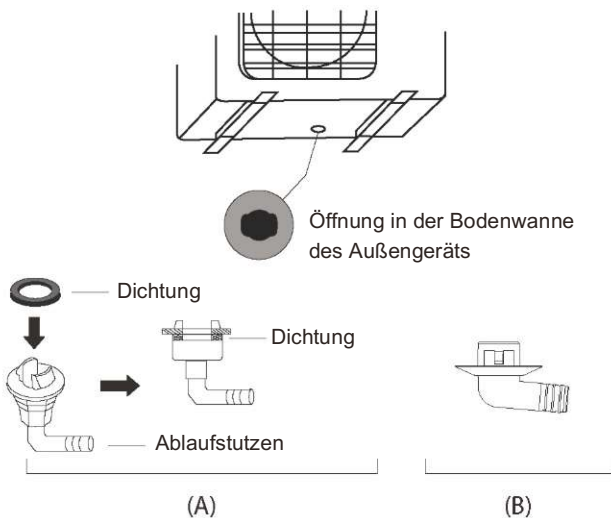 Öffnung in der Bodenwanne
des Außengeräts
Dichtung
Dichtung
Ablaufstutzen
(A)
(B)